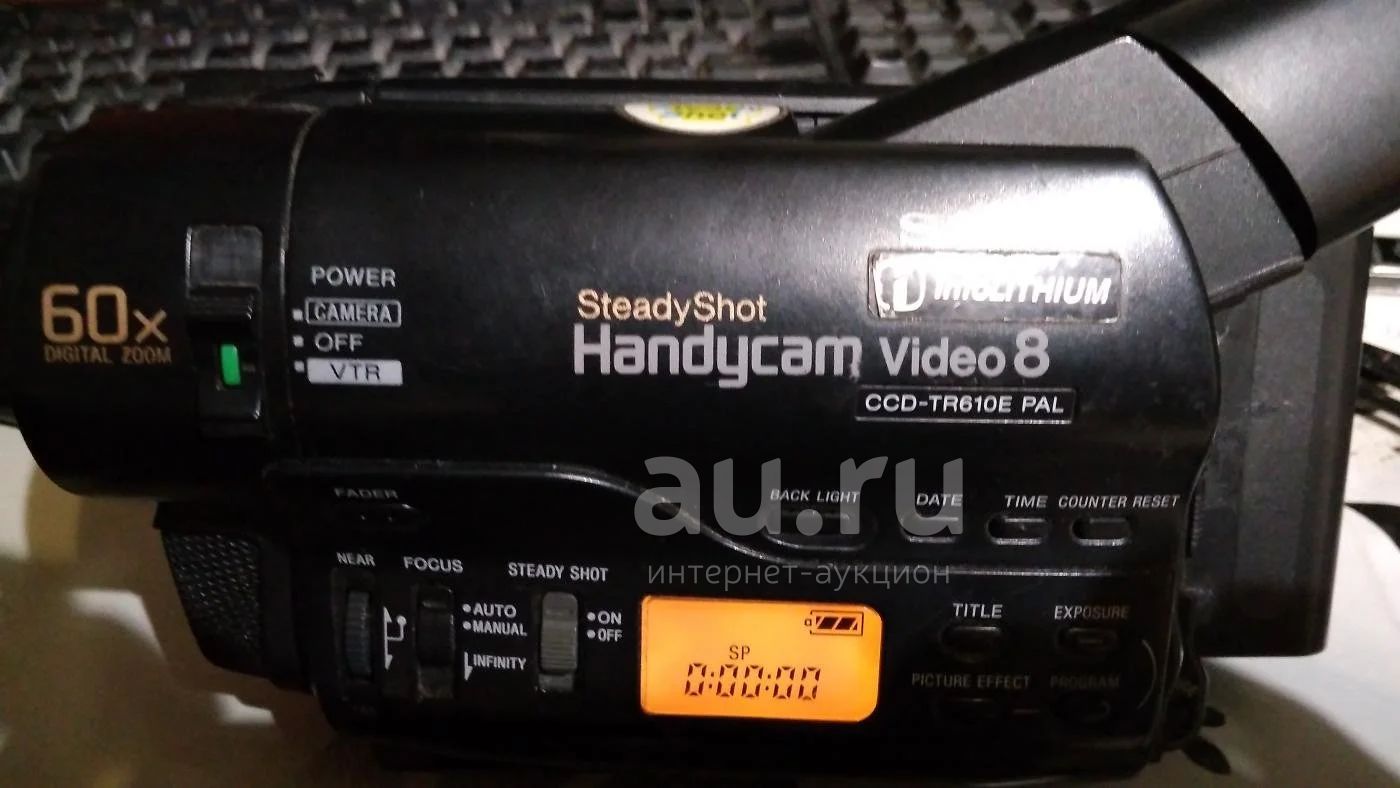 POWER
CAMERA
OFF
VTR
60x
DIGITAL ZOOM
SteadyShot
Handycam Video 8
InfoLITHIUM
CCD-TR610E PAL
au.ru
интернет-аукцион
FADER
BACK LIGHT
DATE
TIME
COUNTER RESET
NEAR
FOCUS
AUTO
MANUAL
INFINITY
STEADY SHOT
ON
OFF
SP
0:00:00
TITLE
EXPOSURE
PICTURE EFFECT
PROGRAM